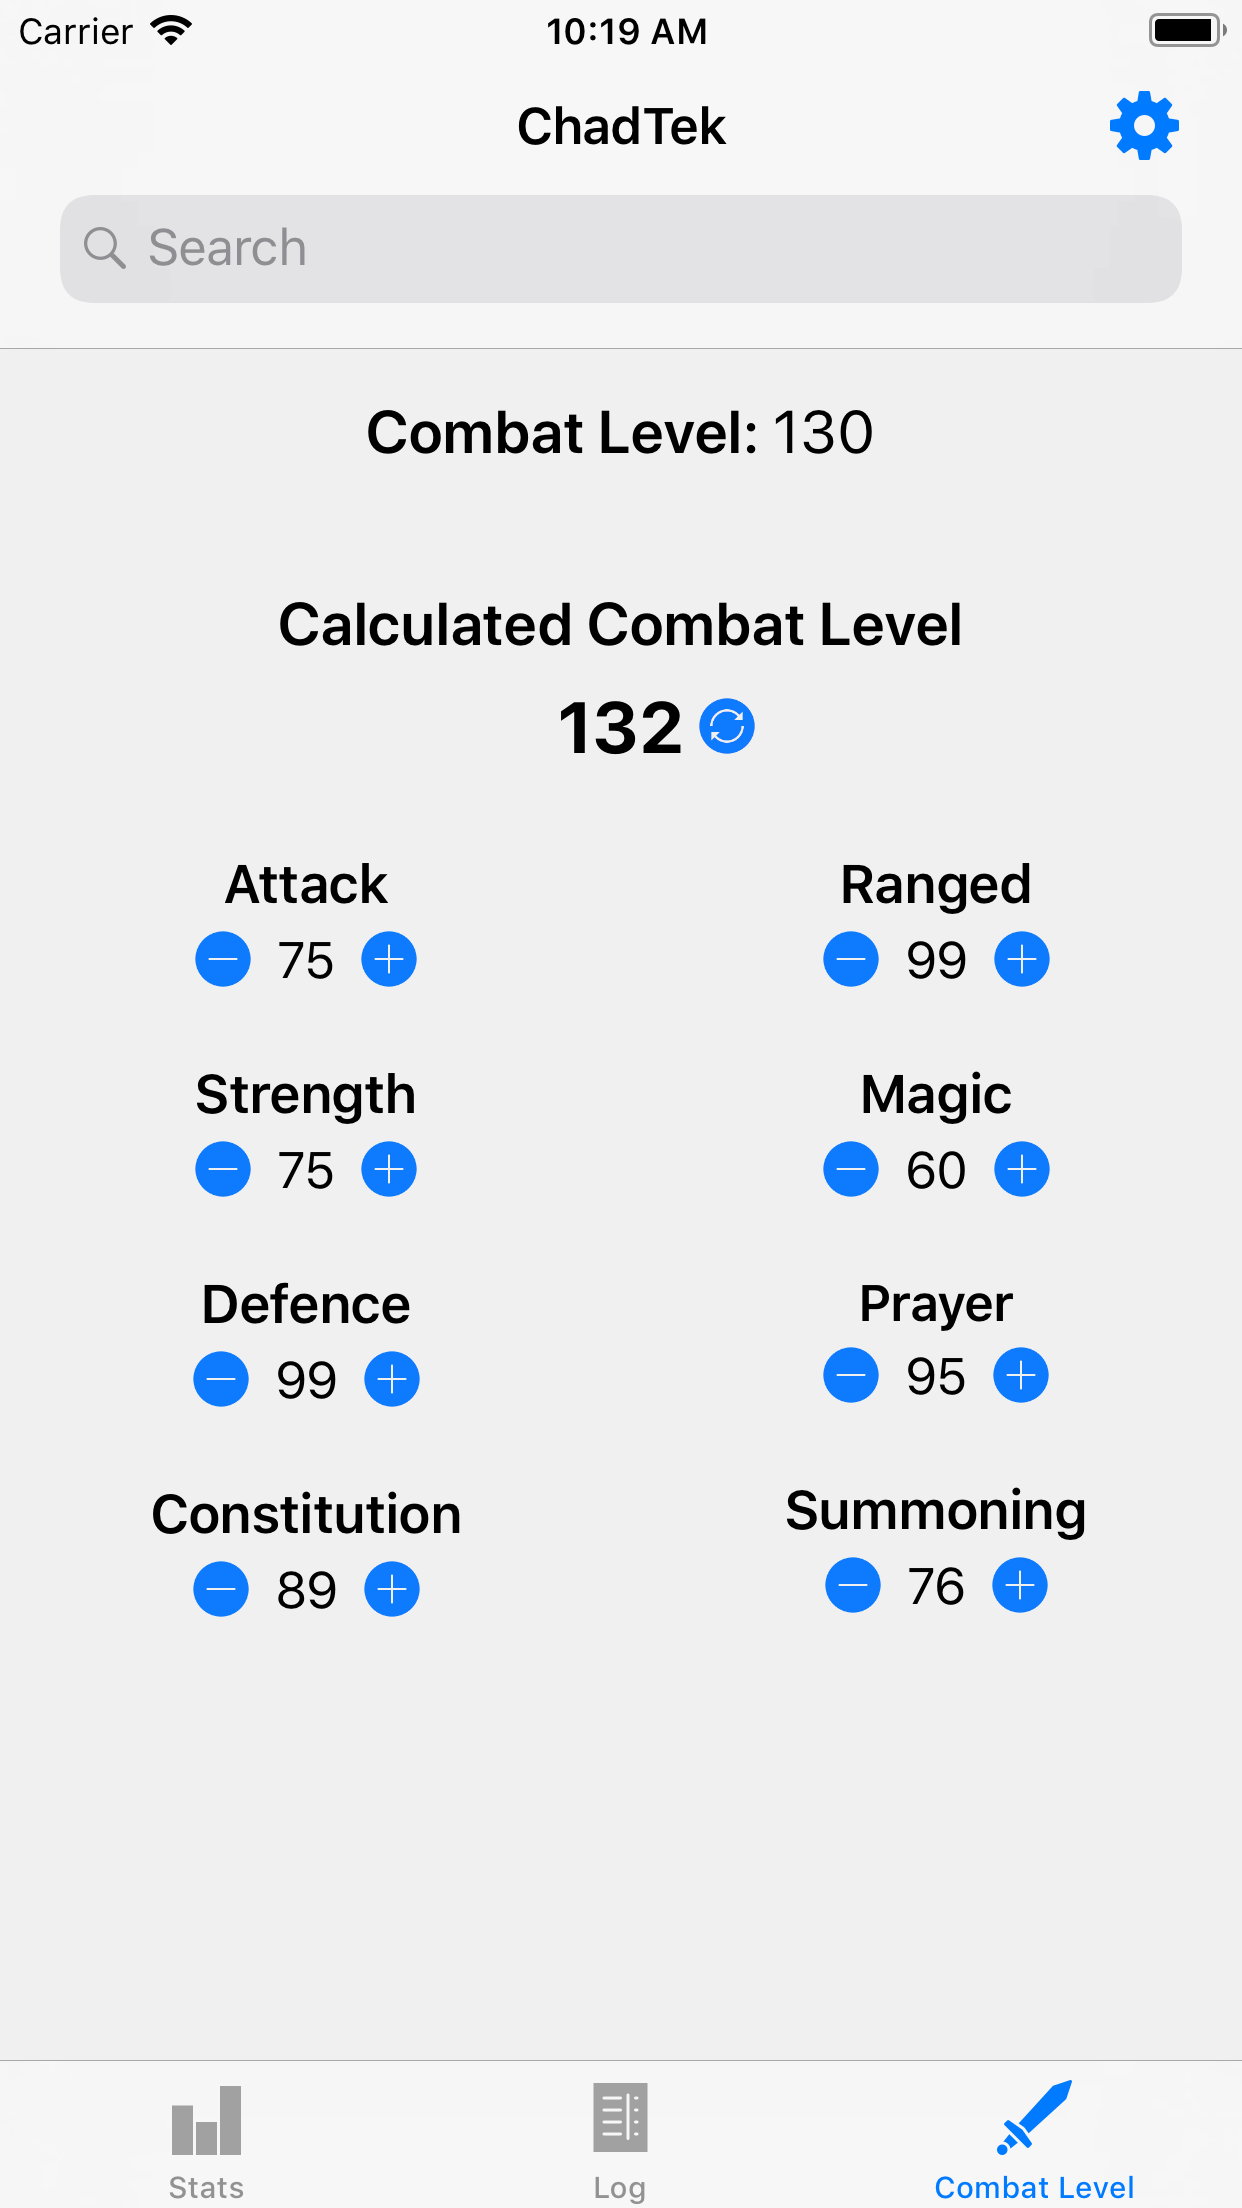 Carrier 10:19 AM
ChadTek
Search
Combat Level: 130
Calculated Combat Level
132
Attack
75
Ranged
99
Strength
75
Magic
60
Defence
99
Prayer
95
Constitution
89
Summoning
76
Stats
Log
Combat Level